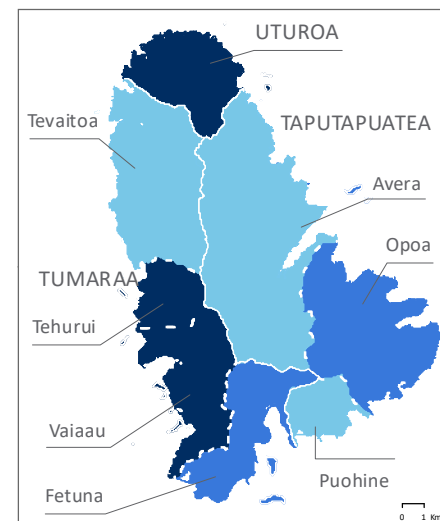 UTUROA
Tevaitoa
TAPUTAPUATEA
Avera
Opoa
TUMARAA
Tehurui
Vaiaau
Puohine
Fetuna
0 1 Km